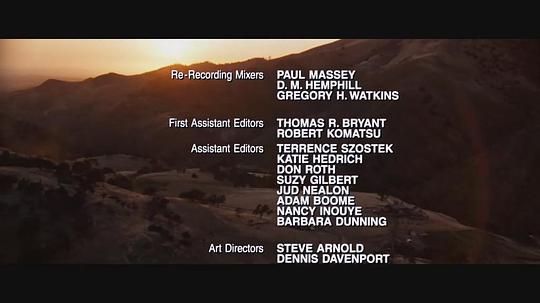 Re-Recording Mixers PAUL MASSEY
D. M. HEMPHILL
GREGORY H. WATKINS
First Assistant Editors THOMAS R. BRYANT
ROBERT KOMATSU
Assistant Editors TERRENCE SZOSTEK
KATIE HEDRICH
DON ROTH
SUZY GILBERT
JUD NEALON
ADAM BOOME
NANCY INOUYE
BARBARA DUNNING
Art Directors STEVE ARNOLD
DENNIS DAVENPORT